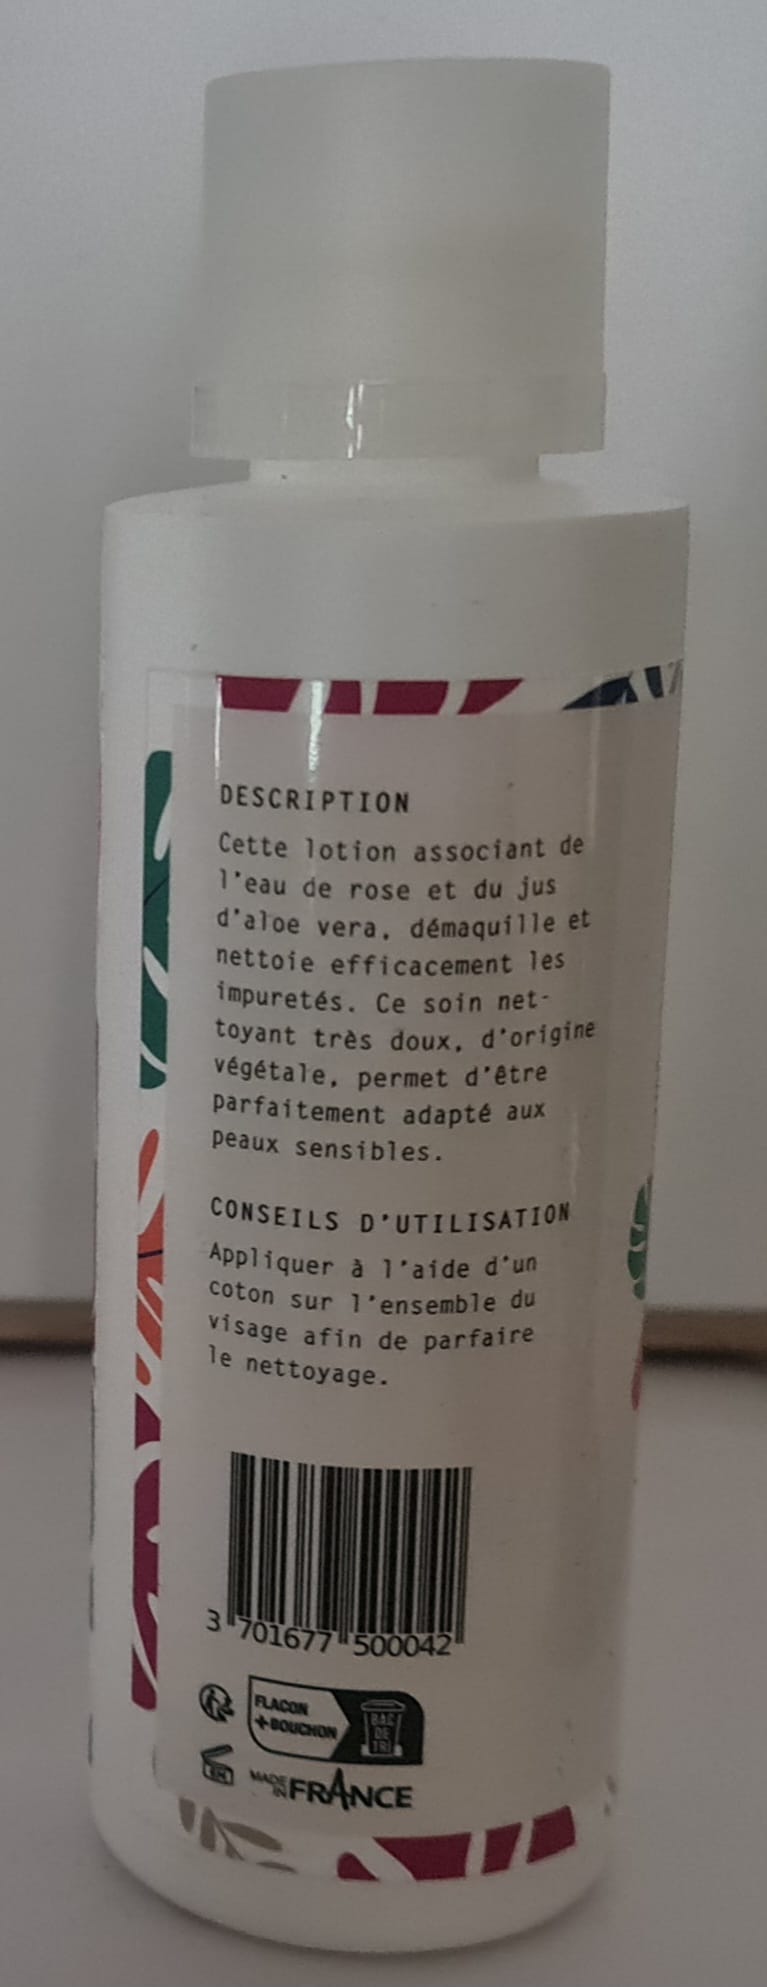 DESCRIPTION
Cette lotion associant de
l'eau de rose et du jus
d'aloe vera, démaquille et
nettoie efficacement les
impuretés. Ce soin net-
toyant très doux, d'origine
végétale, permet d'être
parfaitement adapté aux
peaux sensibles.
CONSEILS D'UTILISATION
Appliquer à l'aide d'un
coton sur l'ensemble du
visage afin de parfaire
le nettoyage.
3 701677 500042
FLACON
+BOUCHON
BAC
DE
TRI
MADE
IN
FRANCE